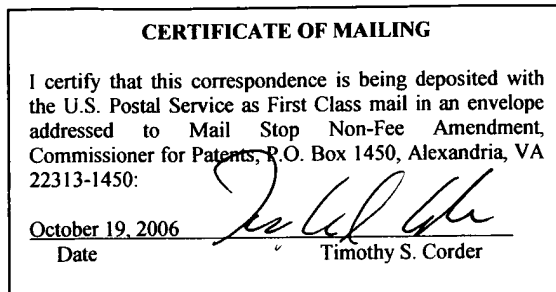 CERTIFICATE OF MAILING
I certify that this correspondence is being deposited with
the U.S. Postal Service as First Class mail in an envelope
addressed to Mail Stop Non-Fee Amendment,
Commissioner for Patents, P.O. Box 1450, Alexandria, VA
22313-1450:
October 19, 2006
Date Timothy S. Corder